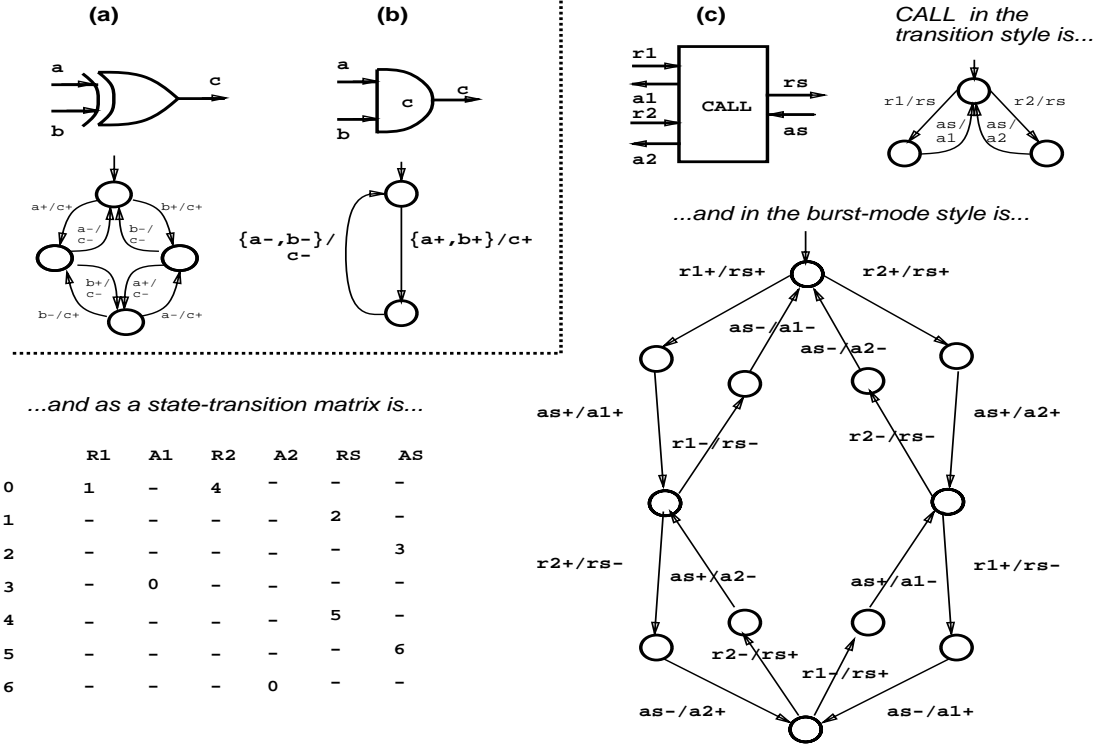 (a)
a
b
c
a+/c+
b+/c+
a-/
c-
b-/
c-
b+/
c-
a+/
c-
b-/c+
a-/c+
(b)
a
b
c
c
{a-,b-}/
c-
{a+,b+}/c+
(c)
r1
a1
r2
a2
CALL
rs
as
CALL in the
transition style is...
r1/rs
r2/rs
as/
a1
as/
a2
...and in the burst-mode style is...
r1+/rs+
r2+/rs+
as-/a1-
as-/a2-
as+/a1+
as+/a2+
r1-/rs-
r2-/rs-
r2+/rs-
r1+/rs-
as+/a2-
as+/a1-
r2-/rs+
r1-/rs+
as-/a2+
as-/a1+
...and as a state-transition matrix is...
R1 A1 R2 A2 RS AS
0 1 - 4 - - -
1 - - - - 2 -
2 - - - - - 3
3 - 0 - - - -
4 - - - - 5 -
5 - - - - - 6
6 - - - 0 - -